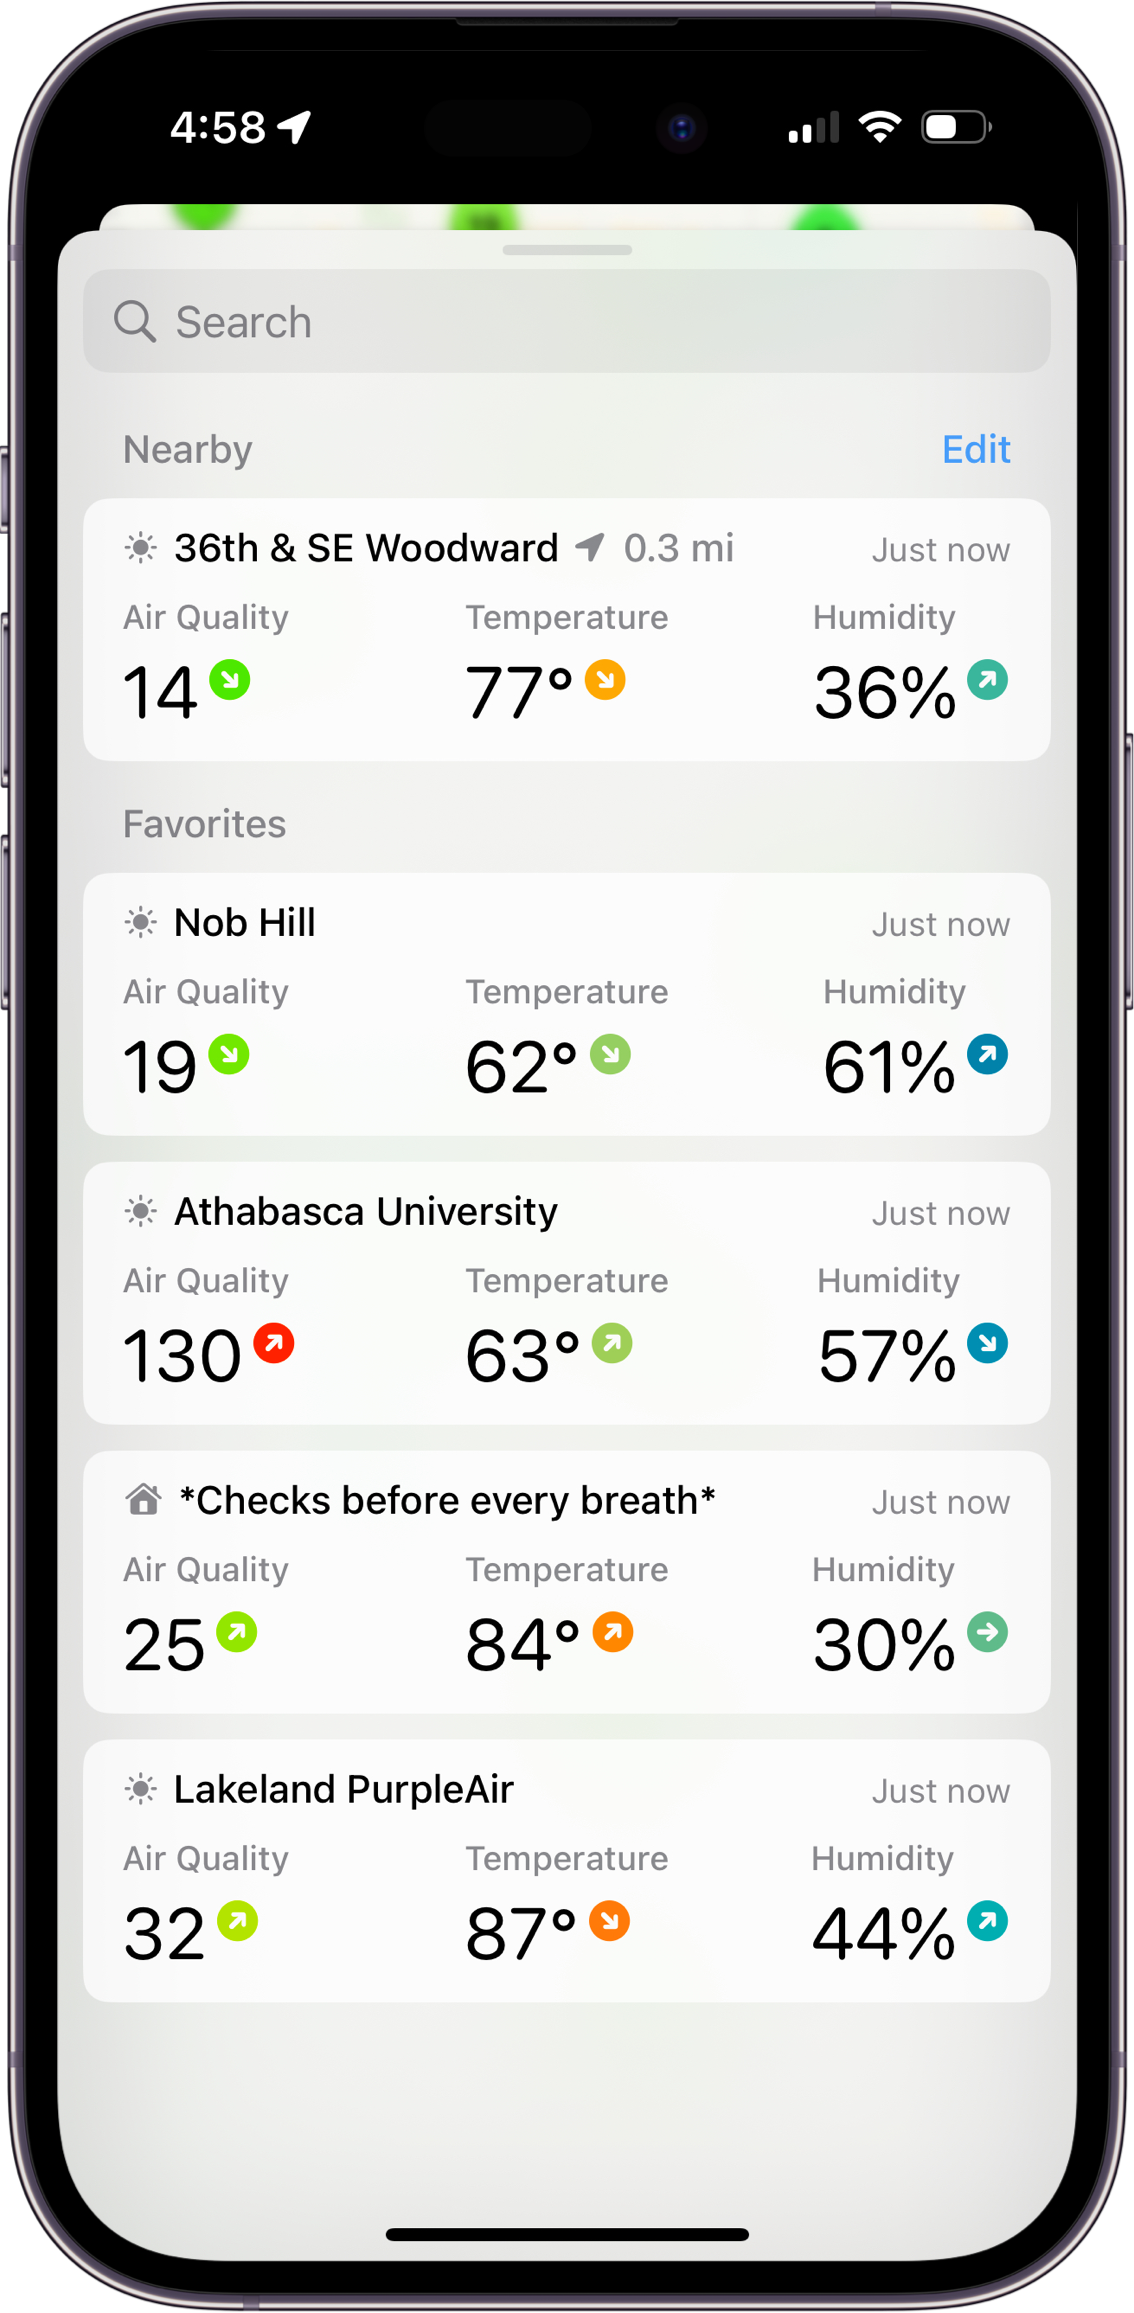 4:58
Search
Nearby Edit
36th & SE Woodward 0.3 mi Just now
Air Quality Temperature Humidity
14 77° 36%
Favorites
Nob Hill Just now
Air Quality Temperature Humidity
19 62° 61%
Athabasca University Just now
Air Quality Temperature Humidity
130 63° 57%
*Checks before every breath* Just now
Air Quality Temperature Humidity
25 84° 30%
Lakeland PurpleAir Just now
Air Quality Temperature Humidity
32 87° 44%